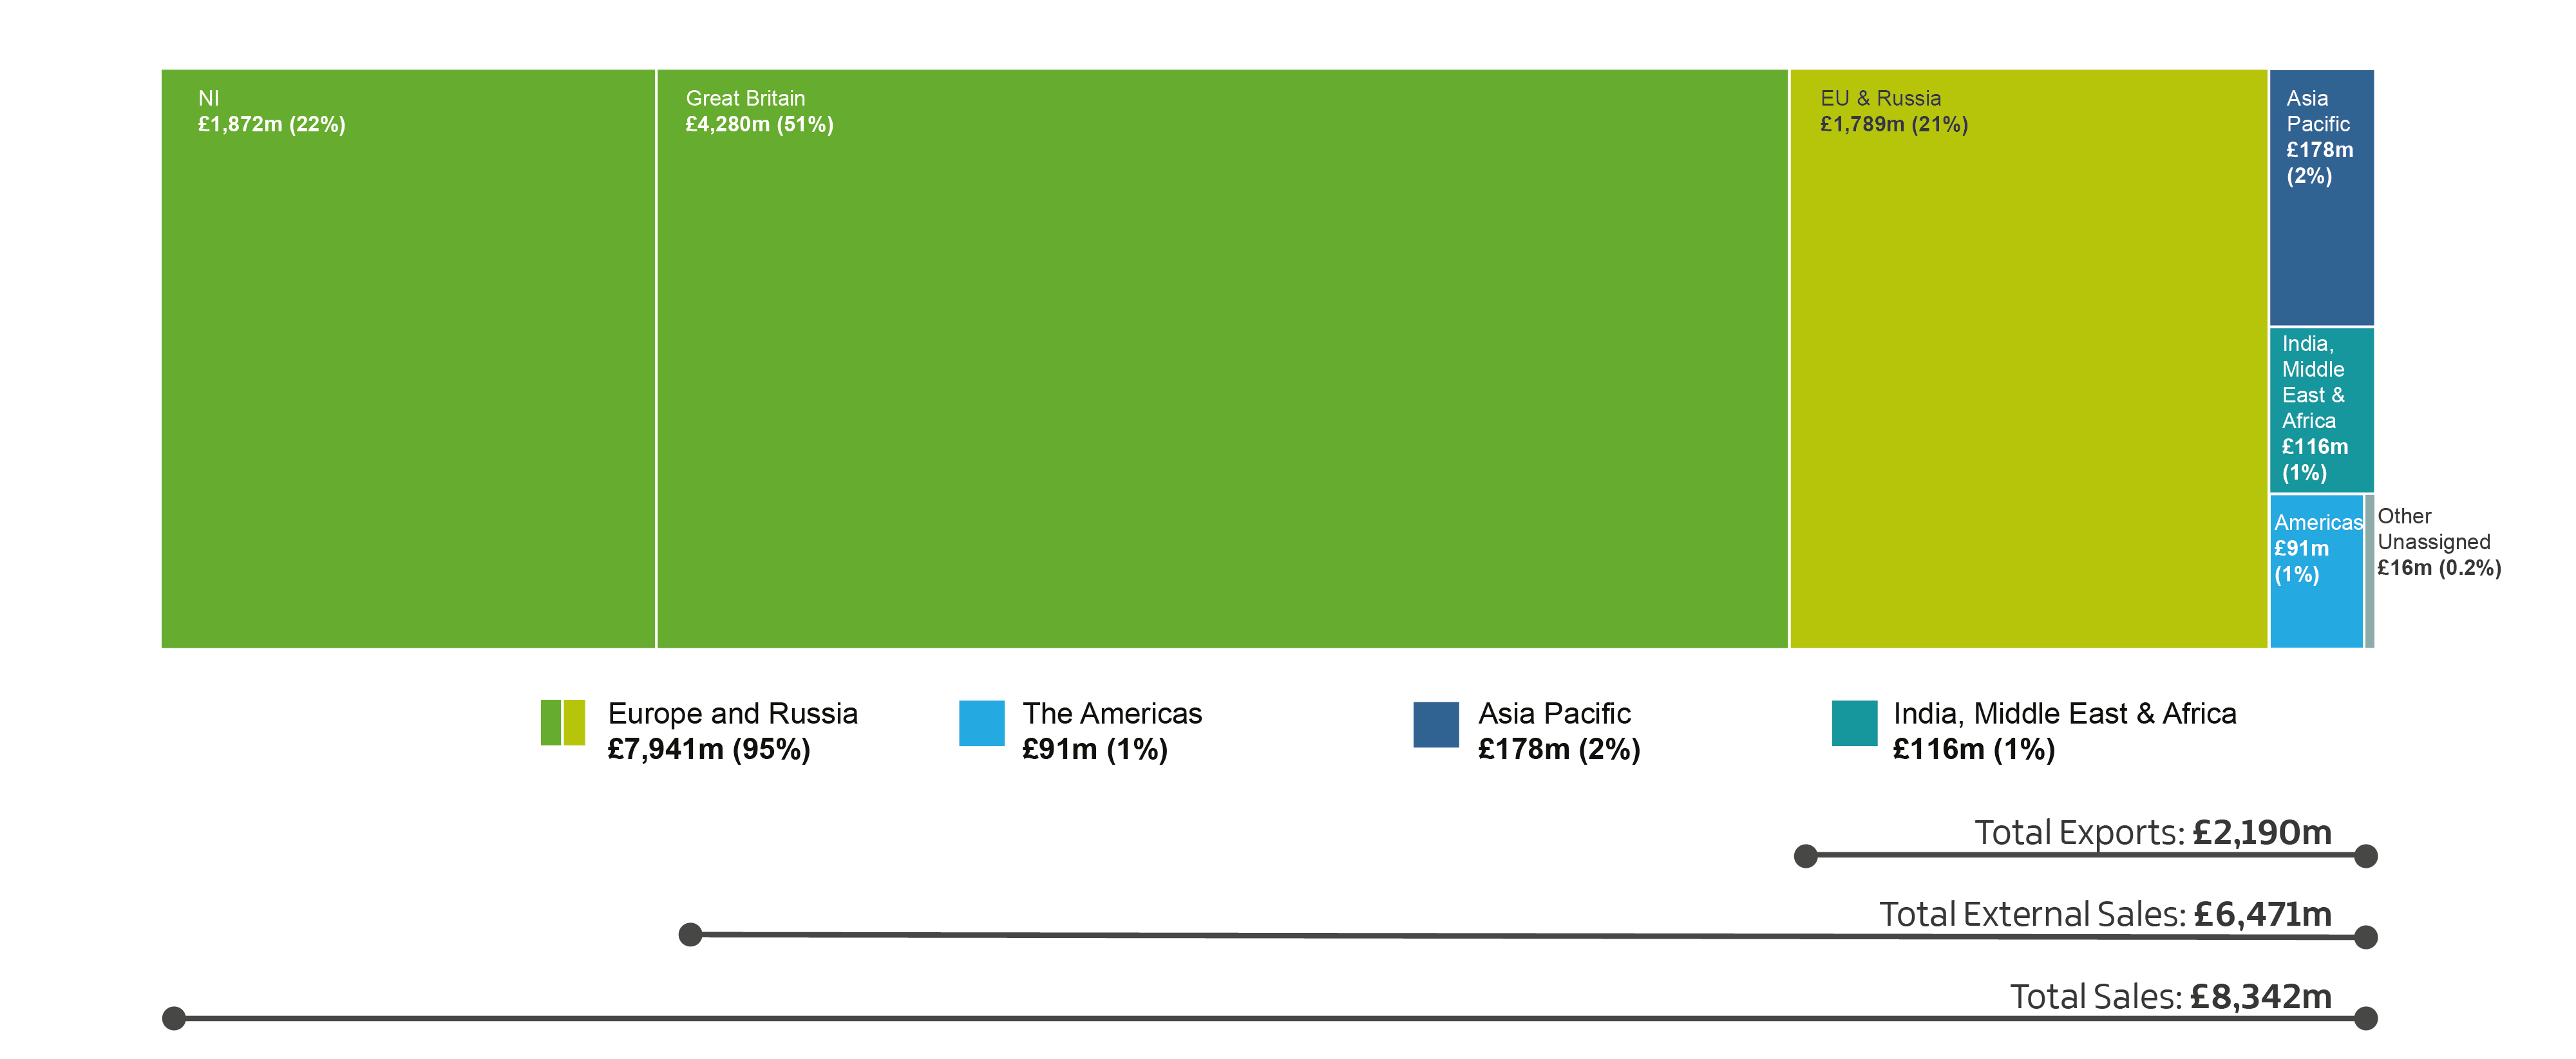 NI
£1,872m (22%)
Great Britain
£4,280m (51%)
EU & Russia
£1,789m (21%)
Asia
Pacific
£178m
(2%)
India,
Middle
East &
Africa
£116m
(1%)
Americas
£91m
(1%)
Other
Unassigned
£16m (0.2%)
Europe and Russia
£7,941m (95%)
The Americas
£91m (1%)
Asia Pacific
£178m (2%)
India, Middle East & Africa
£116m (1%)
Total Exports: £2,190m
Total External Sales: £6,471m
Total Sales: £8,342m